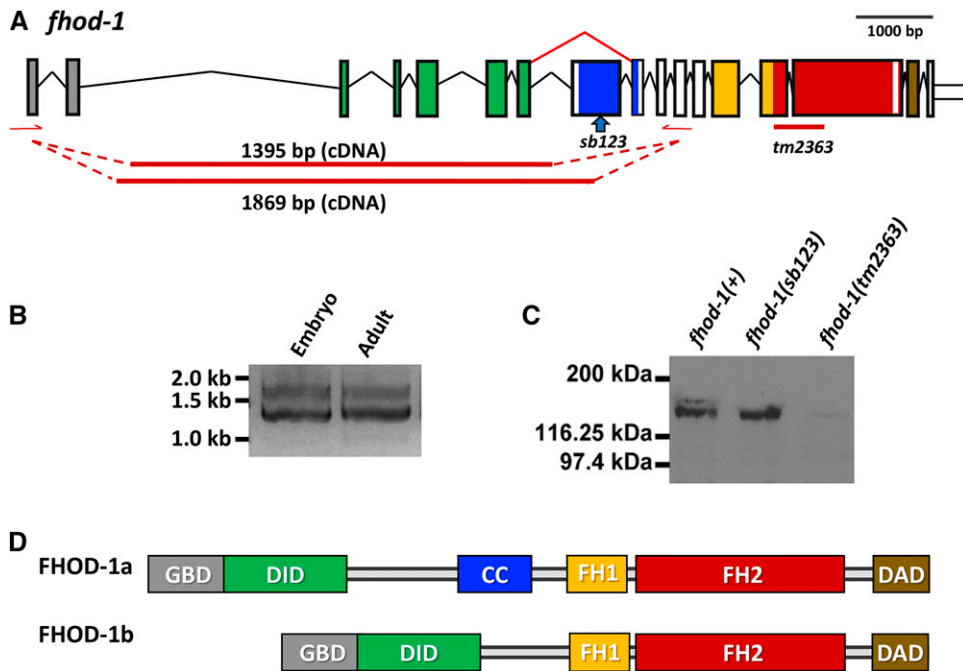 A fhod-1
1000 bp
sb123
tm2363
1395 bp (cDNA)
1869 bp (cDNA)
B
Embryo
Adult
2.0 kb
1.5 kb
1.0 kb
C
fhod-1(+)
fhod-1(sb123)
fhod-1(tm2363)
200 kDa
116.25 kDa
97.4 kDa
D
FHOD-1a
GBD DID CC FH1 FH2 DAD
FHOD-1b
GBD DID FH1 FH2 DAD